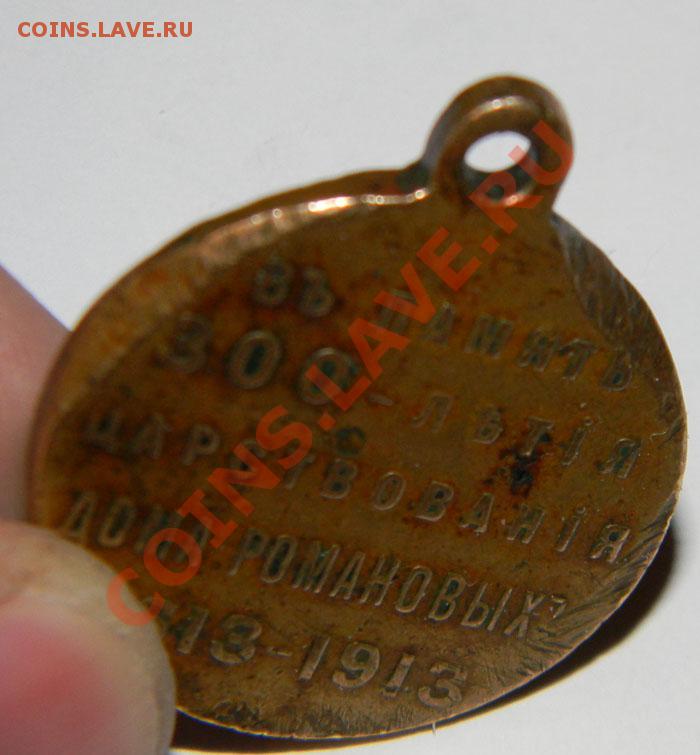 COINS.LAVE.RU
ВЪ ПАМЯТЬ
300-ЛѢТІЯ
ЦАРСТВОВАНІЯ
ДОМА РОМАНОВЫХЪ
1613-1913
COINS.LAVE.RU